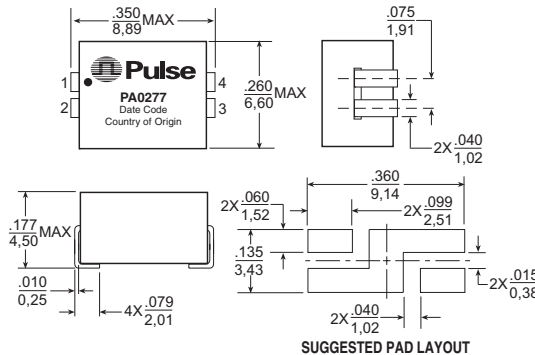 .350
8,89 MAX
Pulse
PA0277
Date Code
Country of Origin
1
2
4
3
.260
6,60 MAX
.075
1,91
2X .040
1,02
.177
4,50 MAX
.010
0,25
4X .079
2,01
.360
9,14
2X .060
1,52
2X .099
2,51
.135
3,43
2X .015
0,38
2X .040
1,02
SUGGESTED PAD LAYOUT